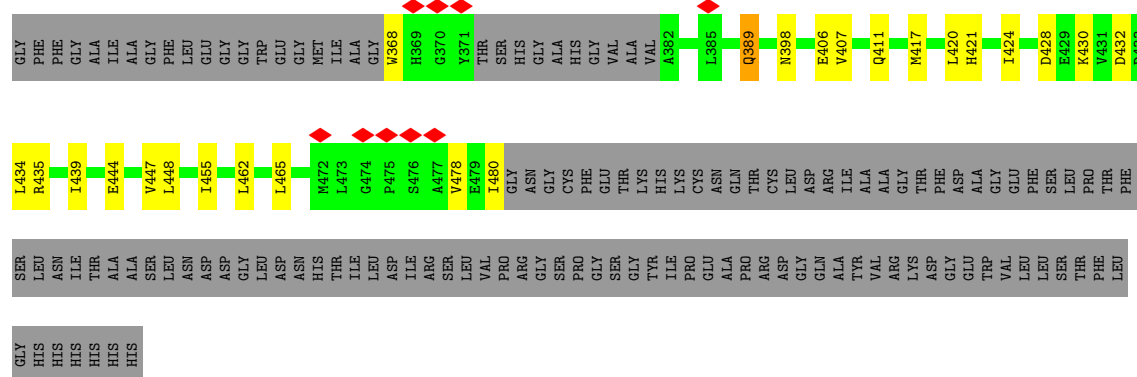 GLY PHE PHE GLY ALA ILE ALA GLY PHE LEU GLU GLY GLY TRP GLU GLY MET ILE ALA GLY W368 H369 G370 Y371 THR SER HIS GLY ALA HIS GLY VAL ALA VAL A382 L385 Q389 N398 E406 V407 Q411 M417 L420 H421 I424 D428 E429 K430 V431 D432
L434 R435 I439 E444 V447 L448 I455 L462 L465 M472 L473 G474 P475 S476 A477 V478 E479 I480 GLY ASN GLY CYS PHE GLU THR LYS HIS LYS CYS ASN GLN THR CYS LEU ASP ARG ILE ALA ALA GLY THR PHE ASP ALA GLY GLU PHE SER LEU PRO THR PHE
SER LEU ASN ILE THR ALA ALA SER LEU ASN ASP ASP GLY LEU ASP ASN HIS THR ILE LEU ASP ILE ARG SER LEU VAL PRO ARG GLY SER PRO GLY SER GLY TYR ILE PRO GLU ALA PRO ARG ASP GLY GLN ALA TYR VAL ARG LYS ASP GLY GLU TRP VAL LEU LEU SER THR PHE LEU
GLY HIS HIS HIS HIS HIS HIS